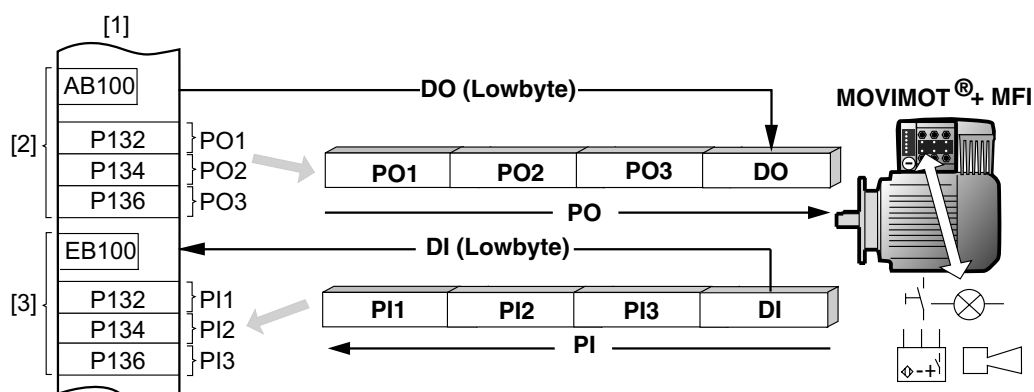 [1]
AB100
DO (Lowbyte)
MOVIMOT ® + MFI
[2]
P132 PO1
P134 PO2
P136 PO3
PO1 PO2 PO3 DO
PO
EB100
DI (Lowbyte)
[3]
P132 PI1
P134 PI2
P136 PI3
PI1 PI2 PI3 DI
PI
-+